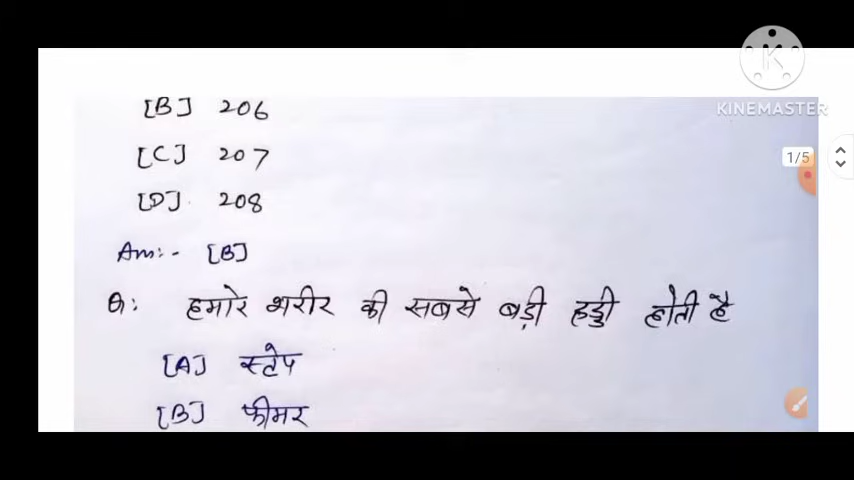 [B] 206
KINEMASTER
[C] 207
1/5
[D] 208
Ans:- [B]
Q: हमारे शरीर की सबसे बड़ी हड्डी होती है
[A] स्टेप
[B] फीमर